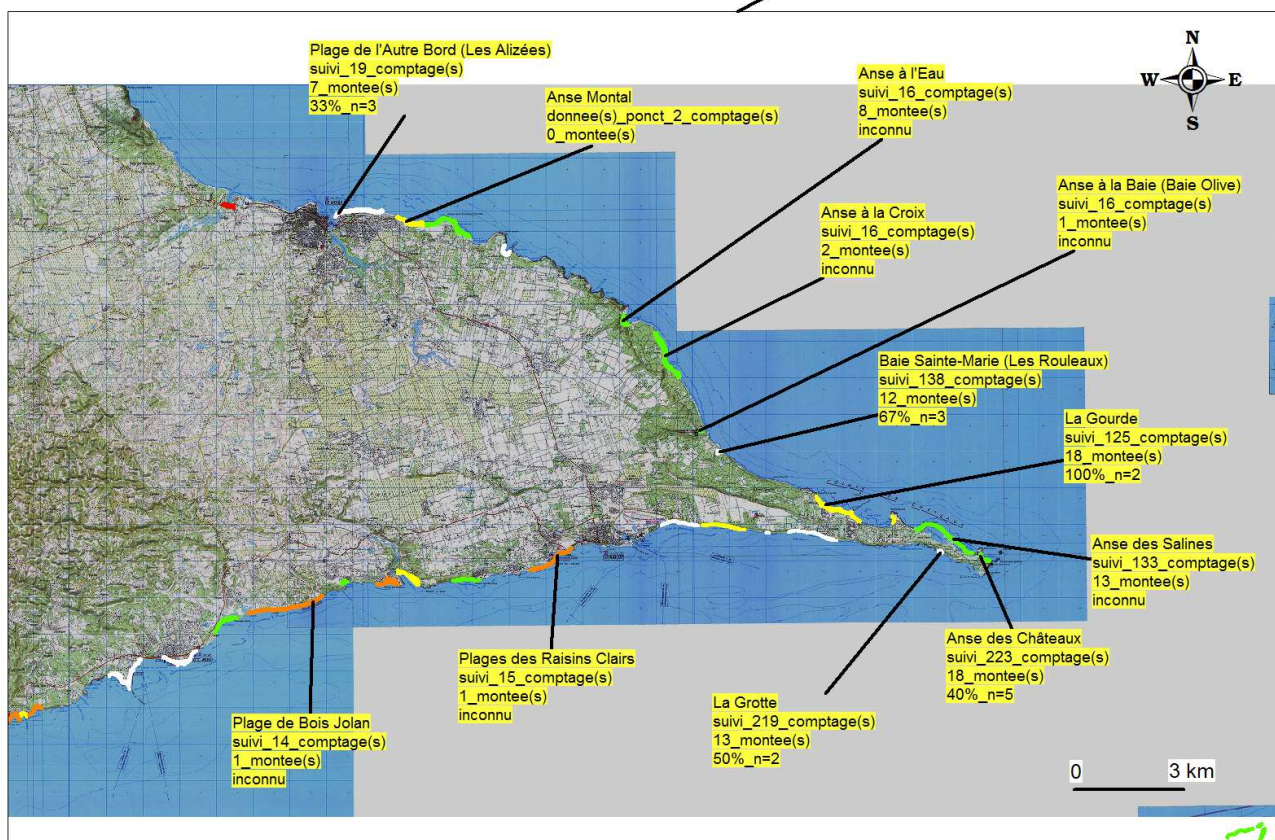 Plage de l'Autre Bord (Les Alizées)
suivi_19_comptage(s)
7_montee(s)
33%_n=3
Anse Montal
donnee(s)_ponct_2_comptage(s)
0_montee(s)
Anse à l'Eau
suivi_16_comptage(s)
8_montee(s)
inconnu
N
W
E
S
Anse à la Croix
suivi_16_comptage(s)
2_montee(s)
inconnu
Anse à la Baie (Baie Olive)
suivi_16_comptage(s)
1_montee(s)
inconnu
Baie Sainte-Marie (Les Rouleaux)
suivi_138_comptage(s)
12_montee(s)
67%_n=3
La Gourde
suivi_125_comptage(s)
18_montee(s)
100%_n=2
Anse des Salines
suivi_133_comptage(s)
13_montee(s)
inconnu
Anse des Châteaux
suivi_223_comptage(s)
18_montee(s)
40%_n=5
La Grotte
suivi_219_comptage(s)
13_montee(s)
50%_n=2
Plages des Raisins Clairs
suivi_15_comptage(s)
1_montee(s)
inconnu
Plage de Bois Jolan
suivi_14_comptage(s)
1_montee(s)
inconnu
0 3 km